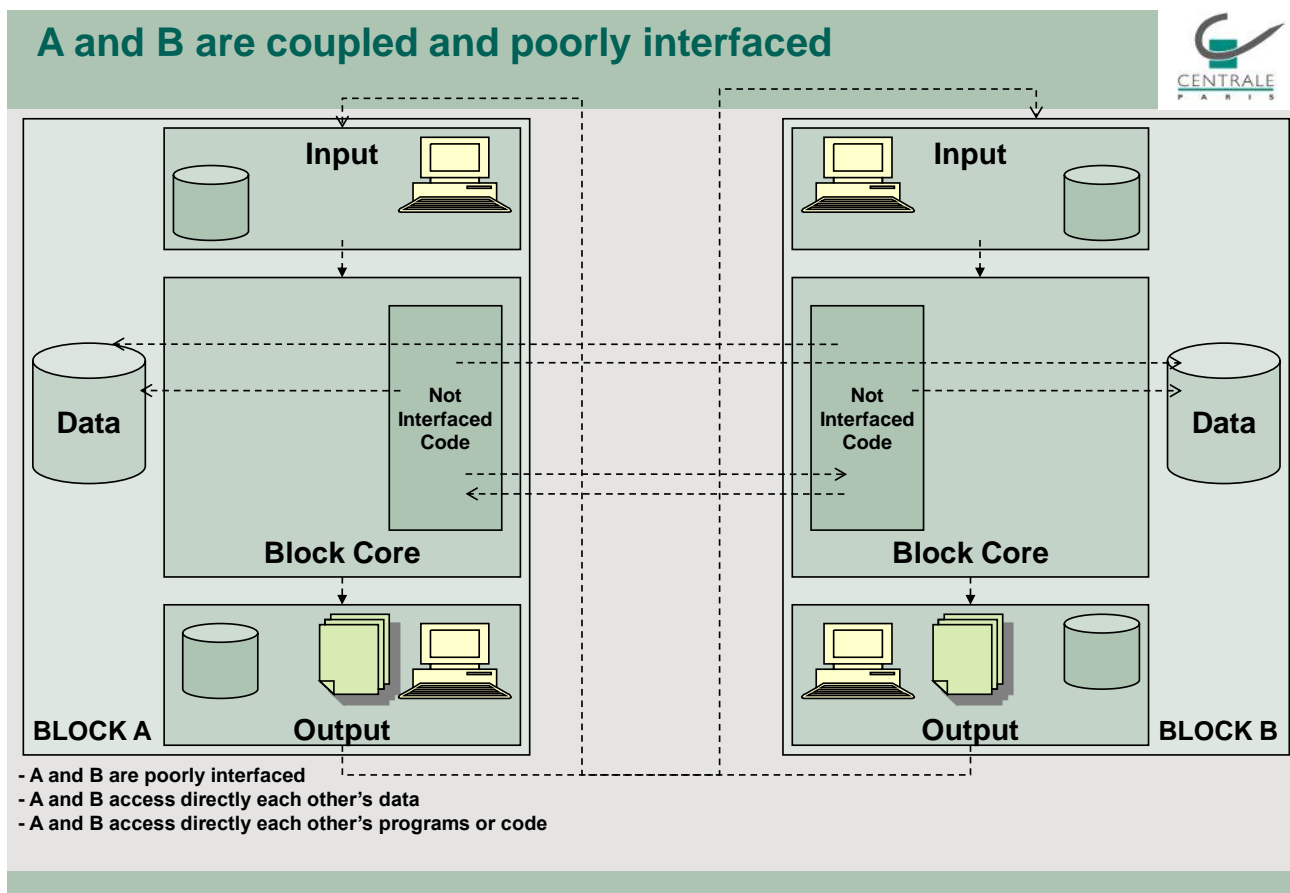 A and B are coupled and poorly interfaced
CENTRALE
PARIS
Input
Input
Data
Not
Interfaced
Code
Not
Interfaced
Code
Data
Block Core
Block Core
BLOCK A
Output
Output
BLOCK B
- A and B are poorly interfaced
- A and B access directly each other's data
- A and B access directly each other's programs or code